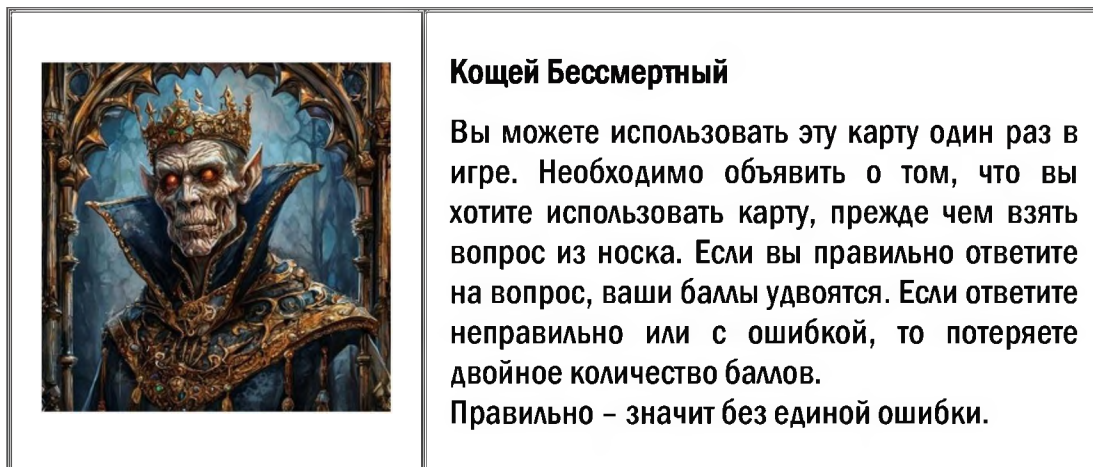 Кощей Бессмертный
Вы можете использовать эту карту один раз в
игре. Необходимо объявить о том, что вы
хотите использовать карту, прежде чем взять
вопрос из носка. Если вы правильно ответите
на вопрос, ваши баллы удвоятся. Если ответите
неправильно или с ошибкой, то потеряете
двойное количество баллов.
Правильно – значит без единой ошибки.